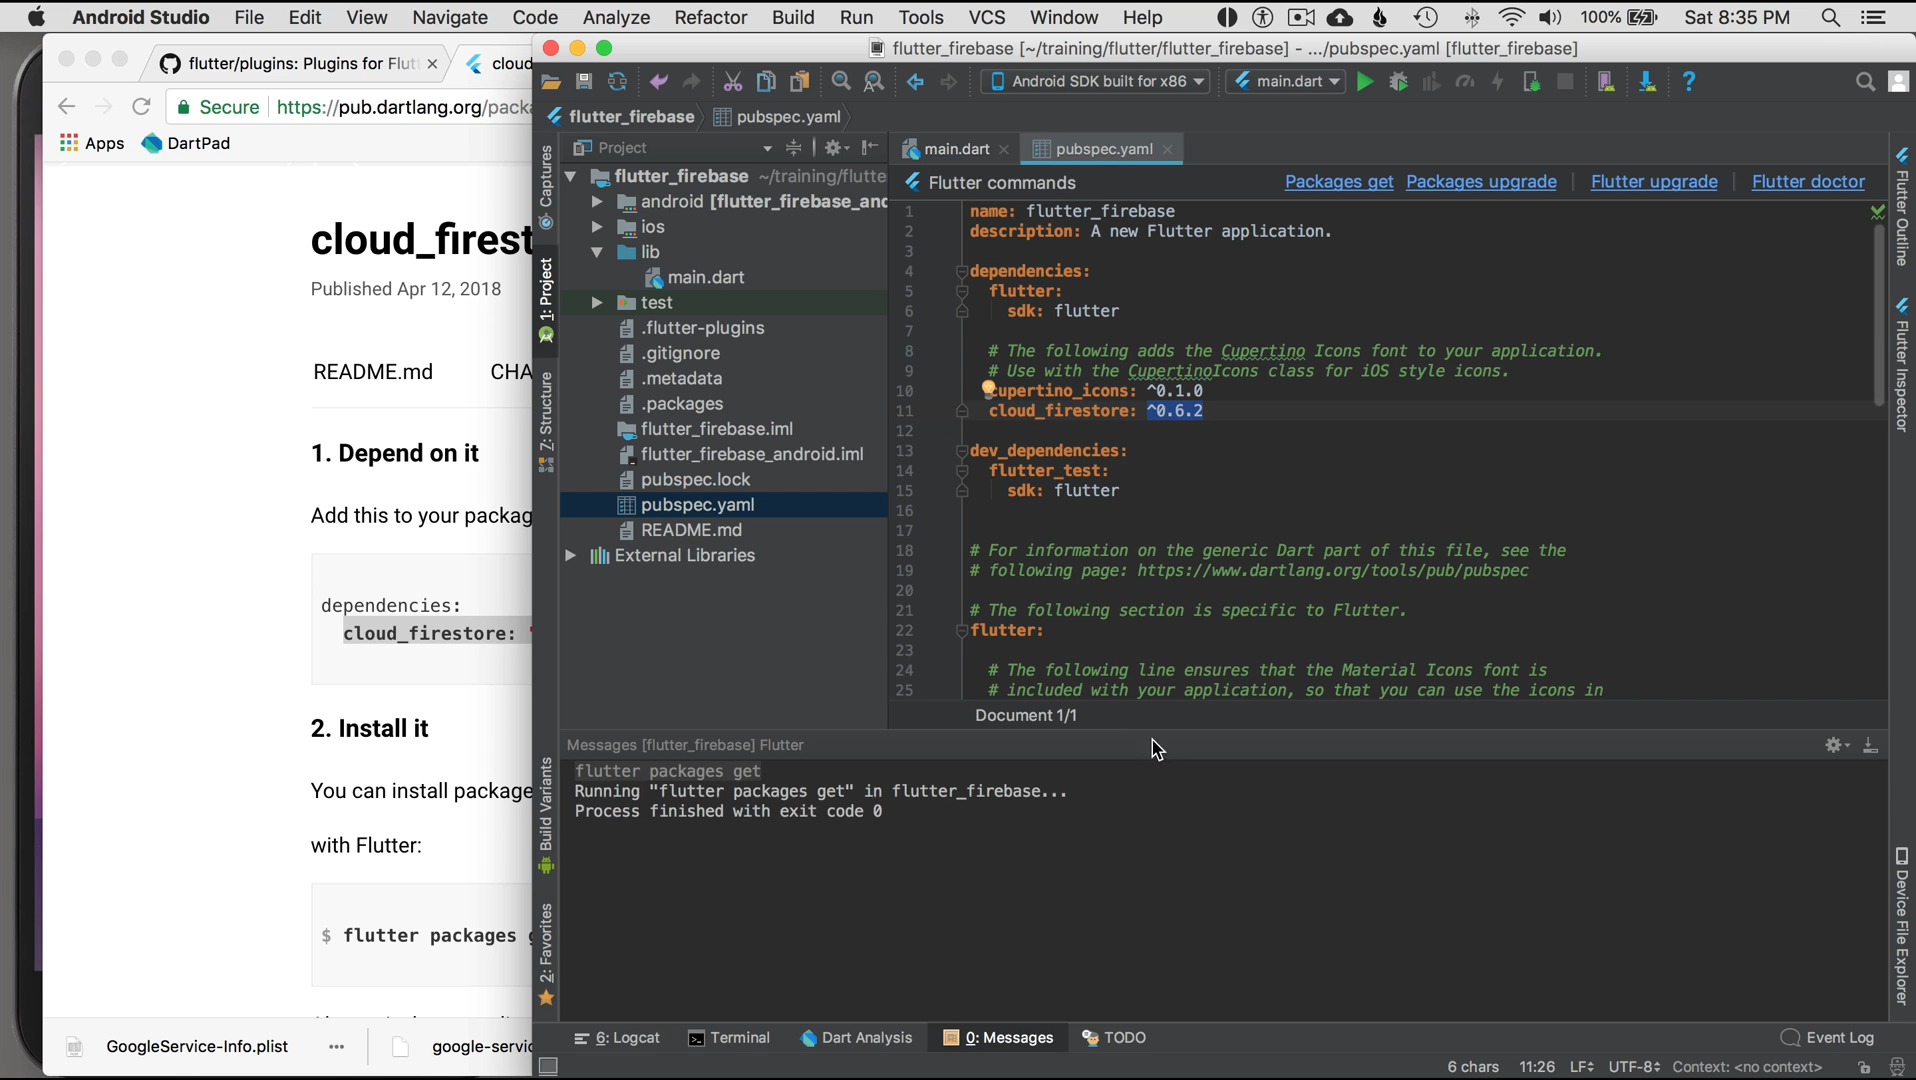 Android Studio File Edit View Navigate Code Analyze Refactor Build Run Tools VCS Window Help 100% Sat 8:35 PM
flutter/plugins: Plugins for Flut
cloud
flutter_firebase [~/training/flutter/flutter_firebase] - .../pubspec.yaml [flutter_firebase]
Android SDK built for x86
main.dart
Secure https://pub.dartlang.org/packa
Apps DartPad
flutter_firebase pubspec.yaml
Project
main.dart pubspec.yaml
Flutter commands Packages get Packages upgrade Flutter upgrade Flutter doctor
cloud_firest
Published Apr 12, 2018
README.md CHA
1. Depend on it
Add this to your packag
dependencies:
cloud_firestore: '
2. Install it
You can install package
with Flutter:
$ flutter packages g
GoogleService-Info.plist
google-servic
Captures
1: Project
Z: Structure
Build Variants
2: Favorites
flutter_firebase ~/training/flutte
android [flutter_firebase_and
ios
lib
main.dart
test
.flutter-plugins
.gitignore
.metadata
.packages
flutter_firebase.iml
flutter_firebase_android.iml
pubspec.lock
pubspec.yaml
README.md
External Libraries
1 name: flutter_firebase
2 description: A new Flutter application.
3
4 dependencies:
5 flutter:
6 sdk: flutter
7
8 # The following adds the Cupertino Icons font to your application.
9 # Use with the CupertinoIcons class for iOS style icons.
10 cupertino_icons: ^0.1.0
11 cloud_firestore: ^0.6.2
12
13 dev_dependencies:
14 flutter_test:
15 sdk: flutter
16
17
18 # For information on the generic Dart part of this file, see the
19 # following page: https://www.dartlang.org/tools/pub/pubspec
20
21 # The following section is specific to Flutter.
22 flutter:
23
24 # The following line ensures that the Material Icons font is
25 # included with your application, so that you can use the icons in
Document 1/1
Flutter Outline
Flutter Inspector
Device File Explorer
Messages [flutter_firebase] Flutter
flutter packages get
Running "flutter packages get" in flutter_firebase...
Process finished with exit code 0
6: Logcat Terminal Dart Analysis 0: Messages TODO Event Log
6 chars 11:26 LF UTF-8 Context: <no context>